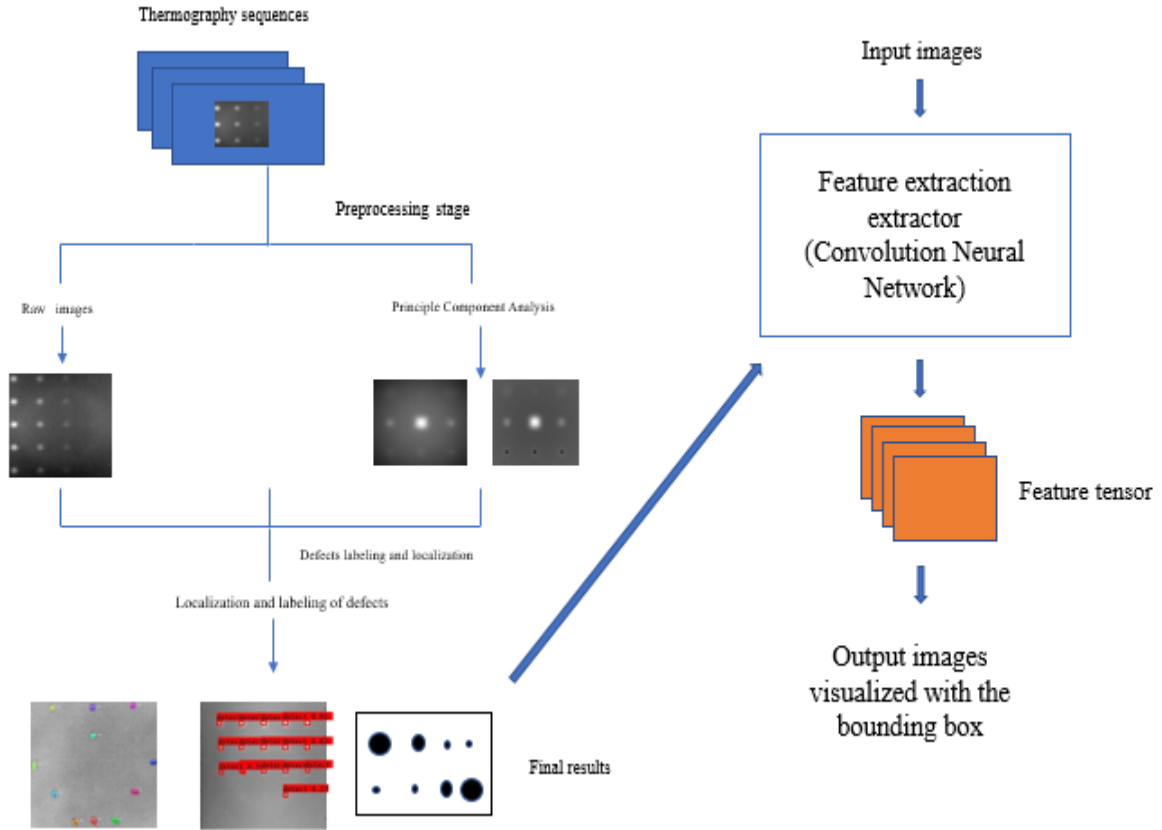 Thermography sequences
Preprocessing stage
Raw images
Principle Component Analysis
Defects labeling and localization
Localization and labeling of defects
Final results
Input images
Feature extraction
extractor
(Convolution Neural
Network)
Feature tensor
Output images
visualized with the
bounding box